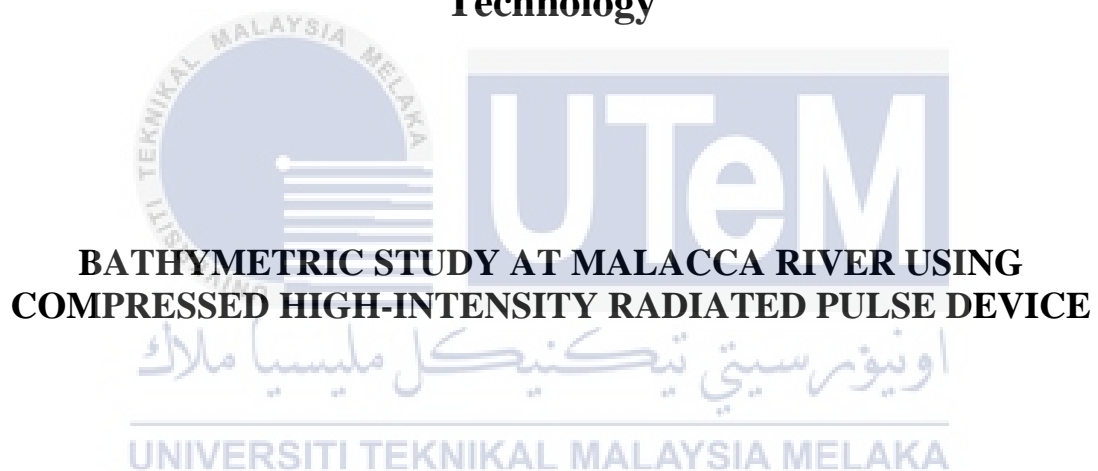 Technology
UNIVERSITI TEKNIKAL MALAYSIA MELAKA
UTeM
BATHYMETRIC STUDY AT MALACCA RIVER USING
COMPRESSED HIGH-INTENSITY RADIATED PULSE DEVICE
اونيۏرسيتي تيكنيكل مليسيا ملاك
UNIVERSITI TEKNIKAL MALAYSIA MELAKA